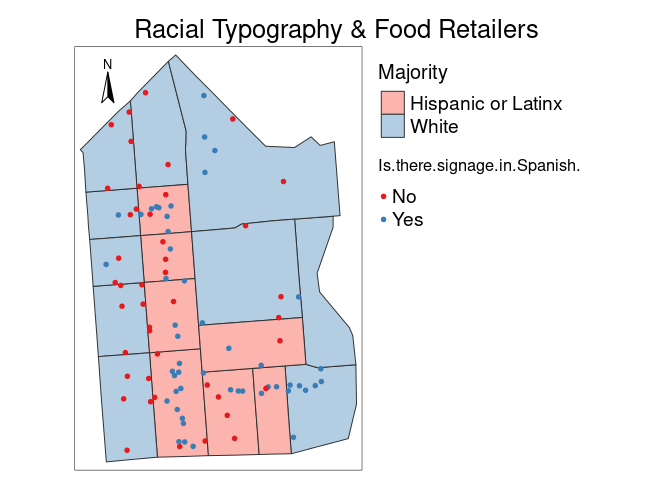 Racial Typography & Food Retailers
N
Majority
Hispanic or Latinx
White
Is.there.signage.in.Spanish.
No
Yes